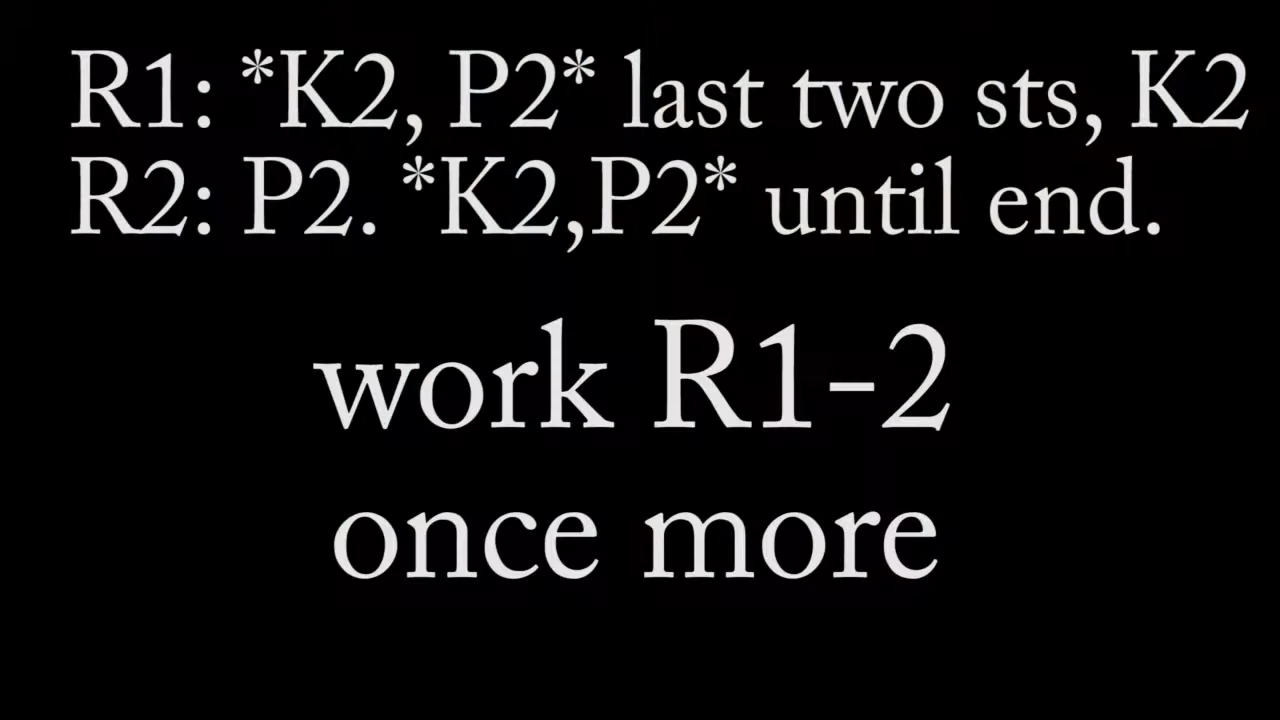 R1: *K2, P2* last two sts, K2
R2: P2. *K2,P2* until end.
work R1-2
once more